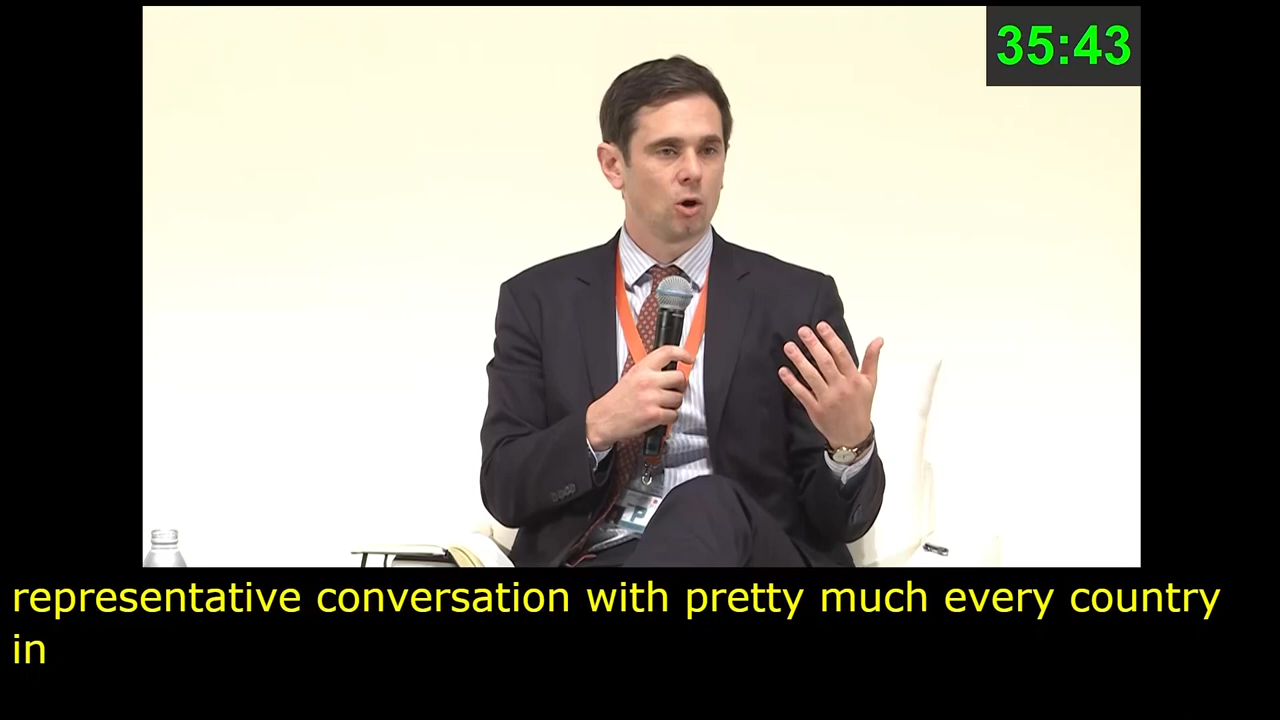 35:43
representative conversation with pretty much every country
in